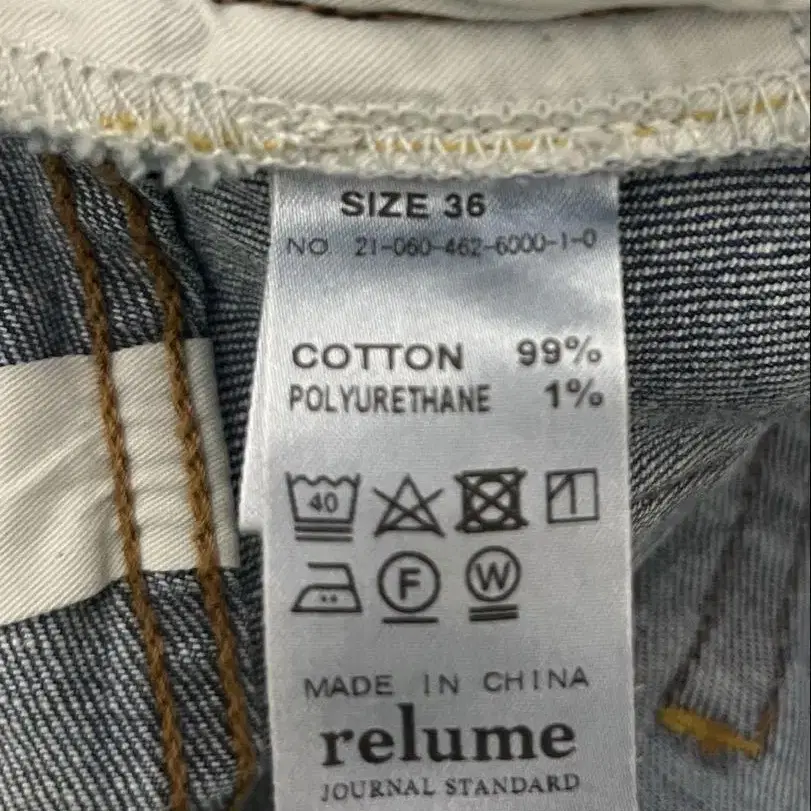 SIZE 36
NO 21-060-462-6000-1-0
COTTON 99%
POLYURETHANE 1%
40
F W
MADE IN CHINA
relume
JOURNAL STANDARD